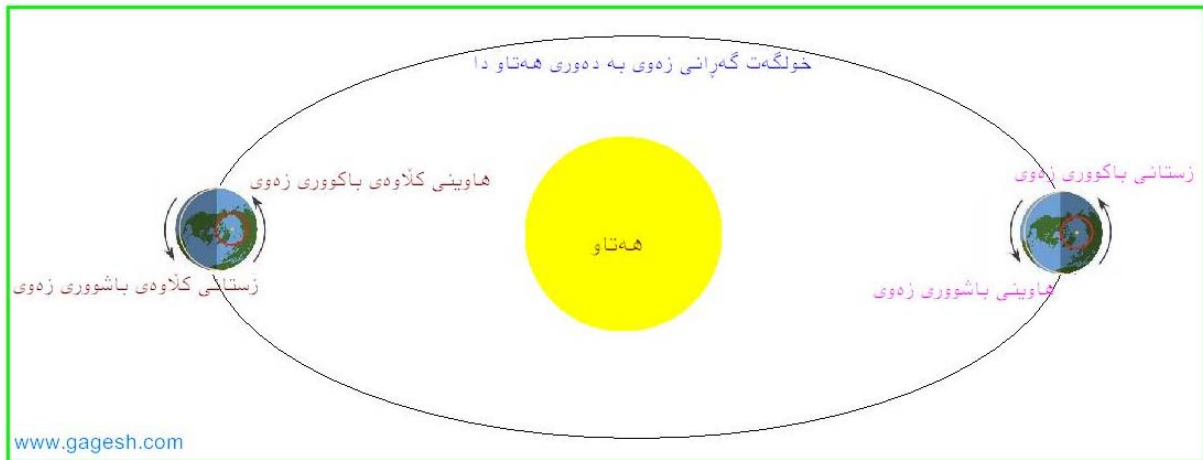 خولگەت گەڕانی زەوی بە دەوری هەتاو دا
زستانی باکووری زەوی
هاوینی کڵاوەی باکووری زەوی
هەتاو
هاوینی باشووری زەوی
زستانی کڵاوەی باشووری زەوی
www.gagesh.com